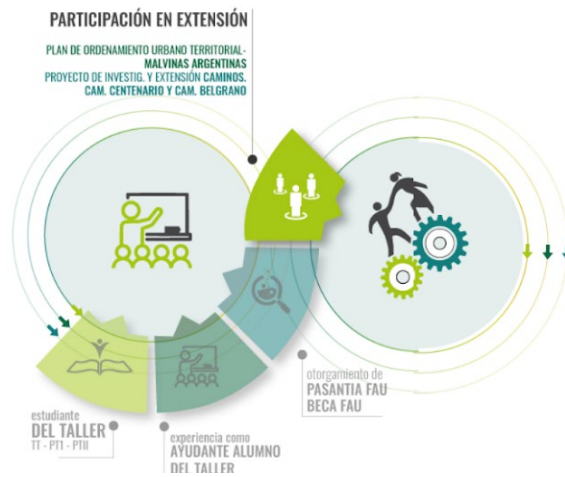 PARTICIPACIÓN EN EXTENSIÓN
PLAN DE ORDENAMIENTO URBANO TERRITORIAL-
MALVINAS ARGENTINAS
PROYECTO DE INVESTIG. Y EXTENSIÓN CAMINOS.
CAM. CENTENARIO Y CAM. BELGRANO
otorgamiento de
PASANTIA FAU
BECA FAU
estudiante
DEL TALLER
TT - PT1 - PTII
experiencia como
AYUDANTE ALUMNO
DEL TALLER